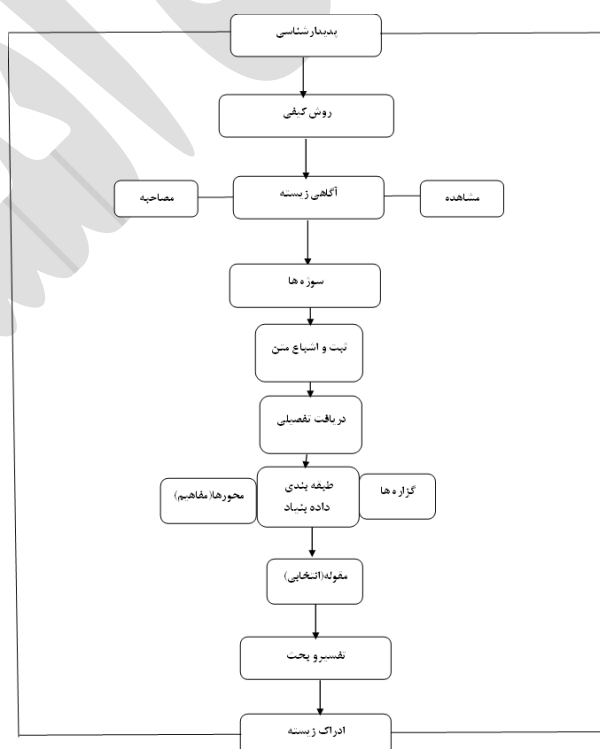 پدیدارشناسی
روش کیفی
مشاهده
آگاهی زیسته
مصاحبه
سوژه ها
ثبت و اشباع متن
دریافت تفصیلی
گزاره ها
طبقه بندی
داده بنیاد
محورها(مفاهیم)
مقوله(انتخابی)
تفسیر و بحث
ادراک زیسته